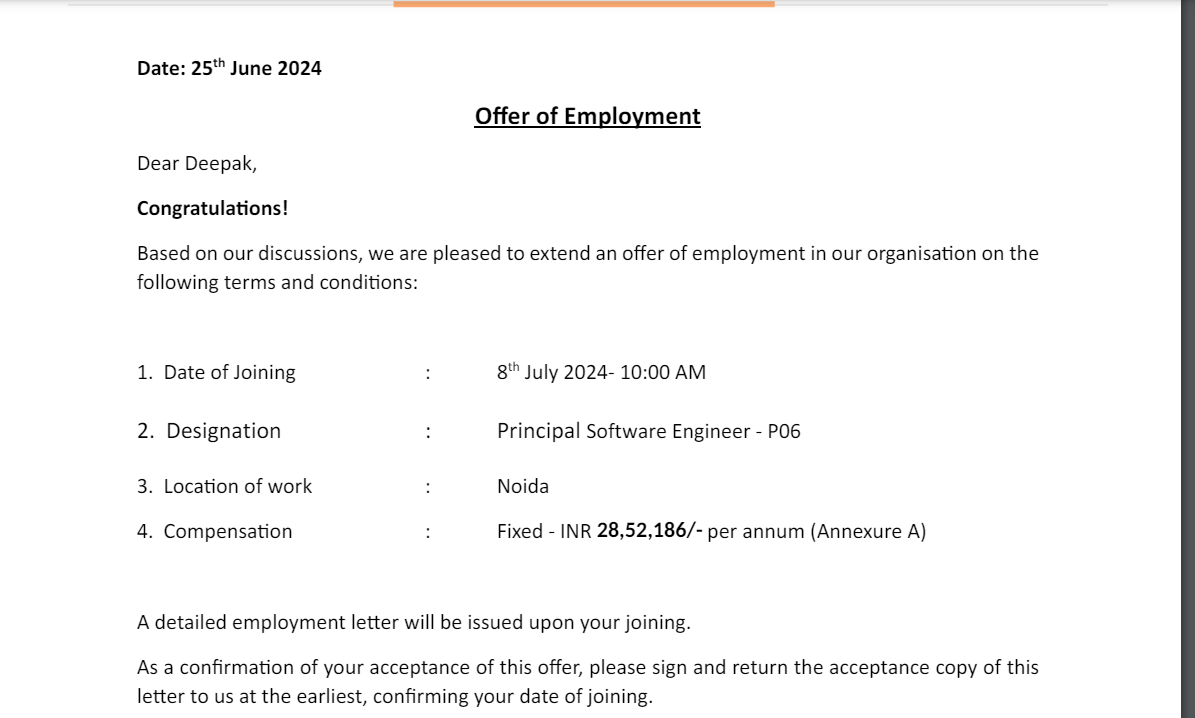 Date: 25th June 2024
Offer of Employment
Dear Deepak,
Congratulations!
Based on our discussions, we are pleased to extend an offer of employment in our organisation on the
following terms and conditions:
1. Date of Joining : 8th July 2024- 10:00 AM
2. Designation : Principal Software Engineer - P06
3. Location of work : Noida
4. Compensation : Fixed - INR 28,52,186/- per annum (Annexure A)
A detailed employment letter will be issued upon your joining.
As a confirmation of your acceptance of this offer, please sign and return the acceptance copy of this
letter to us at the earliest, confirming your date of joining.